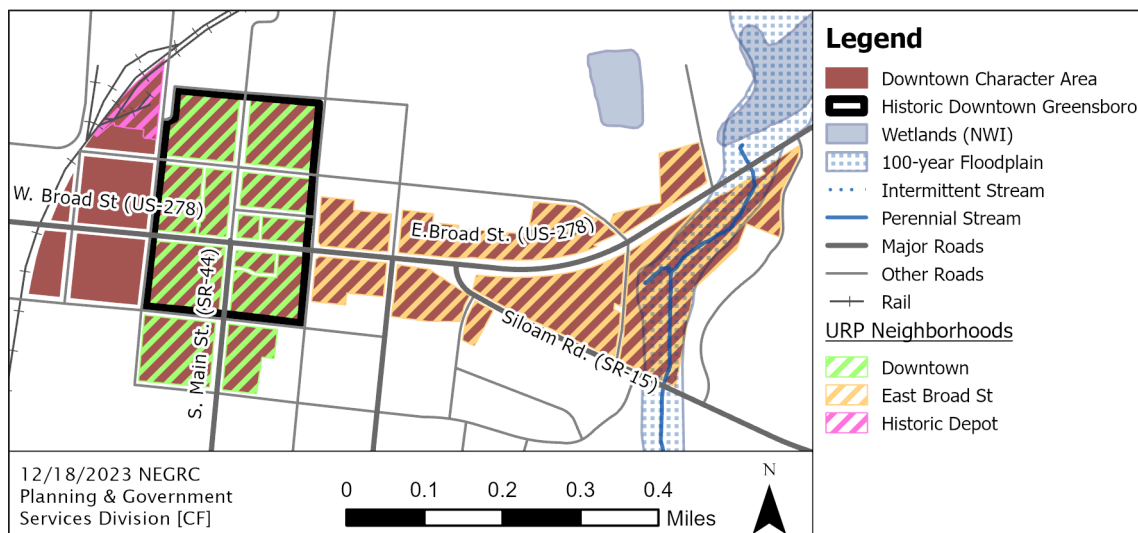 W. Broad St (US-278)
E.Broad St. (US-278)
S. Main St. (SR-44)
Siloam Rd. (SR-15)
Legend
Downtown Character Area
Historic Downtown Greensboro
Wetlands (NWI)
100-year Floodplain
Intermittent Stream
Perennial Stream
Major Roads
Other Roads
Rail
URP Neighborhoods
Downtown
East Broad St
Historic Depot
12/18/2023 NEGRC
Planning & Government
Services Division [CF]
0 0.1 0.2 0.3 0.4
Miles
N